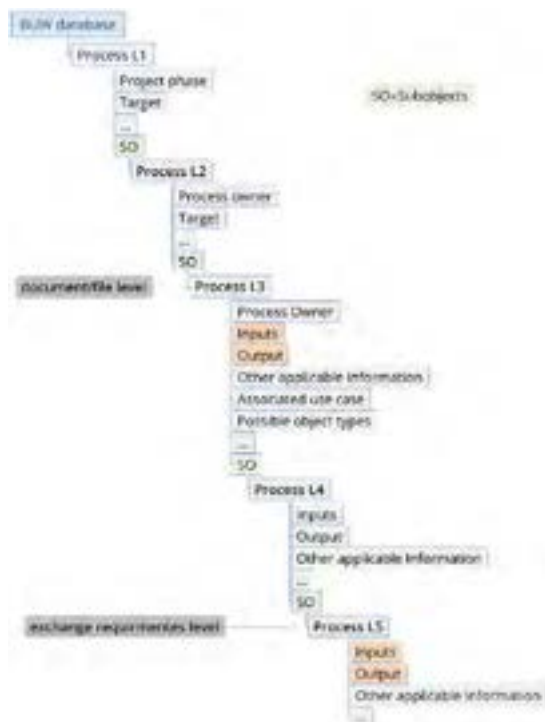 database
Process L1
Project phase
Target
...
SO
SO=Subobjects
Process L2
Process owner
Target
...
SO
document/file level
Process L3
Process Owner
Inputs
Output
Other applicable information
Associated use case
Possible object types
...
SO
Process L4
Inputs
Output
Other applicable information
...
SO
exchange requirmentes level
Process L5
Inputs
Output
Other applicable information
...